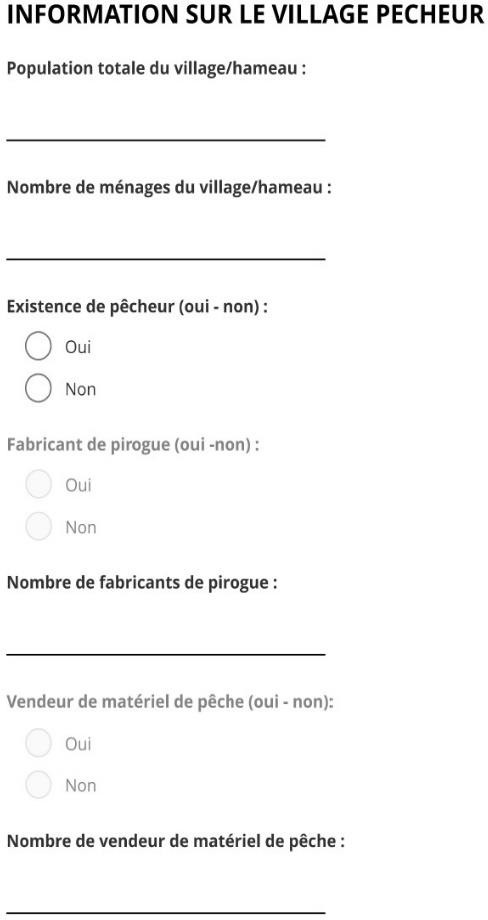 INFORMATION SUR LE VILLAGE PECHEUR
Population totale du village/hameau :
Nombre de ménages du village/hameau :
Existence de pêcheur (oui - non) :
Oui
Non
Fabricant de pirogue (oui -non) :
Oui
Non
Nombre de fabricants de pirogue :
Vendeur de matériel de pêche (oui - non):
Oui
Non
Nombre de vendeur de matériel de pêche :